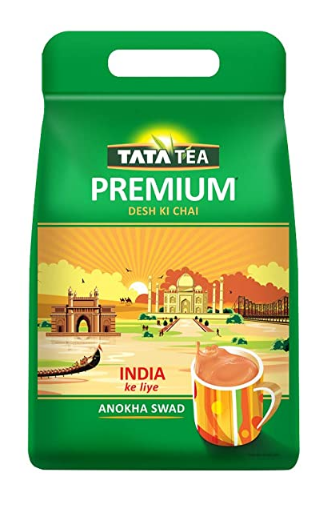 TATA TEA
PREMIUM
DESH KI CHAI
INDIA
ke liye
ANOKHA SWAD